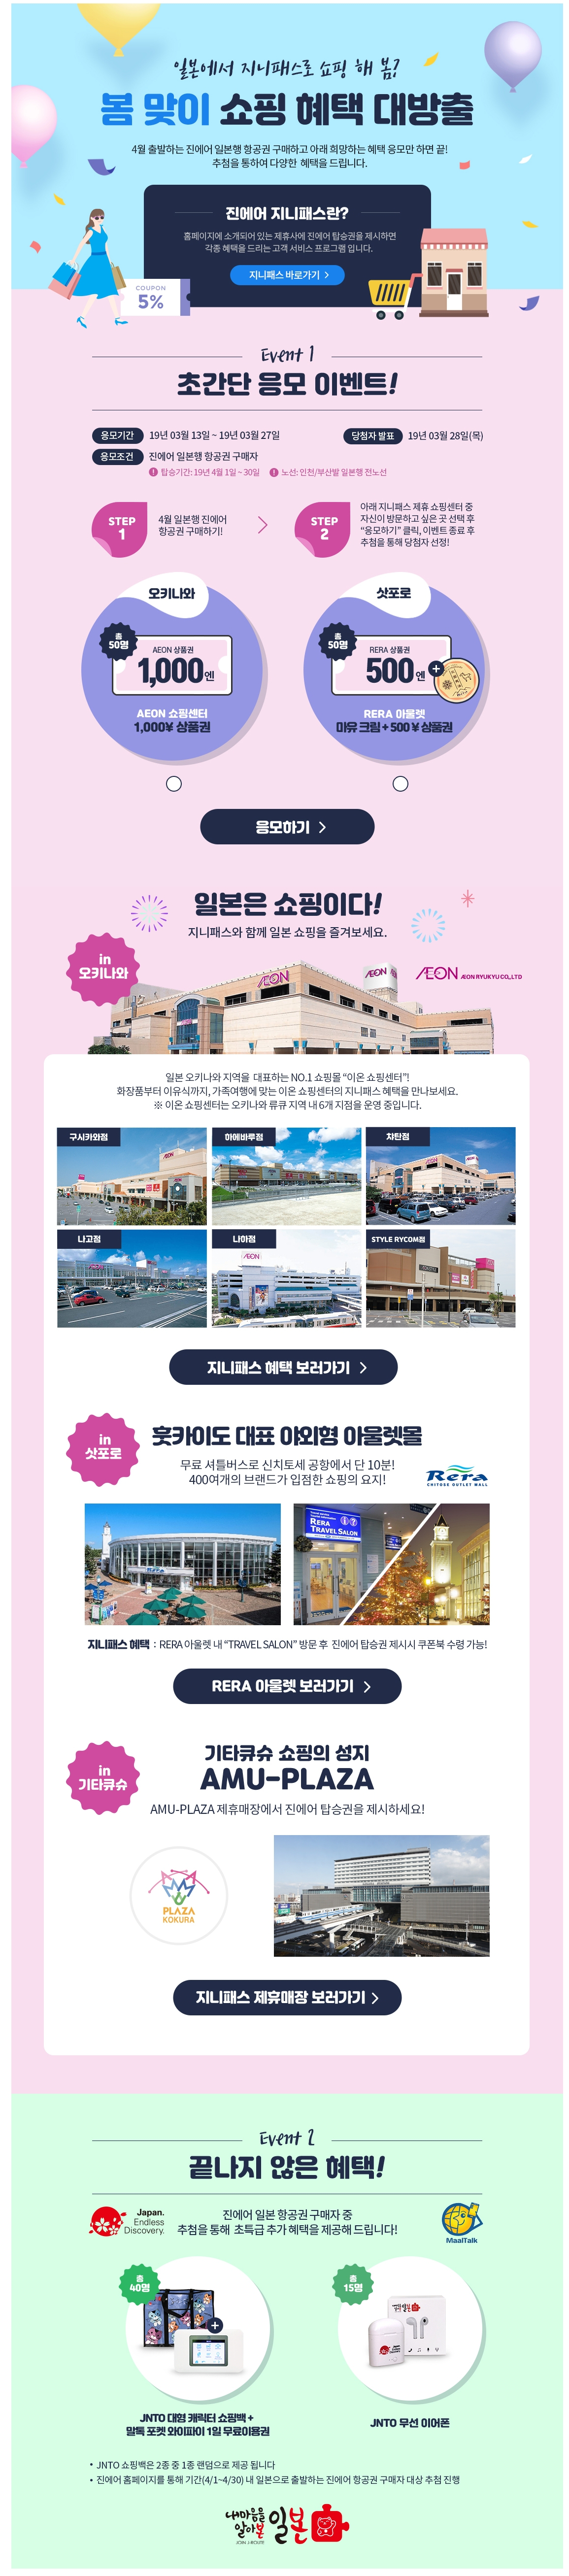 일본에서 지니패스로 쇼핑 해 봄?
봄 맞이 쇼핑 혜택 대방출
4월 출발하는 진에어 일본행 항공권 구매하고 아래 희망하는 혜택 응모만 하면 끝!
추첨을 통하여 다양한 혜택을 드립니다.
진에어 지니패스란?
홈페이지에 소개되어 있는 제휴사에 진에어 탑승권을 제시하면
각종 혜택을 드리는 고객 서비스 프로그램 입니다.
지니패스 바로가기 >
COUPON
5%
Event 1
초간단 응모 이벤트!
응모기간 19년 03월 13일 ~ 19년 03월 27일
당첨자 발표 19년 03월 28일(목)
응모조건 진에어 일본행 항공권 구매자
! 탑승기간: 19년 4월 1일 ~ 30일 ! 노선: 인천/부산발 일본행 전노선
STEP
1
4월 일본행 진에어
항공권 구매하기!
STEP
2
아래 지니패스 제휴 쇼핑센터 중
자신이 방문하고 싶은 곳 선택 후
"응모하기" 클릭, 이벤트 종료 후
추첨을 통해 당첨자 선정!
오키나와
총
50명
AEON 상품권
1,000엔
AEON 쇼핑센터
1,000¥ 상품권
삿포로
총
50명
RERA 상품권
500엔 +
RERA 아울렛
마유 크림 + 500 ¥ 상품권
응모하기 >
일본은 쇼핑이다!
지니패스와 함께 일본 쇼핑을 즐겨보세요.
in
오키나와
AEON
AEON
AEON AEON RYUKYU CO.,LTD
일본 오키나와 지역을 대표하는 NO.1 쇼핑몰 "이온 쇼핑센터"!
화장품부터 이유식까지, 가족여행에 맞는 이온 쇼핑센터의 지니패스 혜택을 만나보세요.
※ 이온 쇼핑센터는 오키나와 류큐 지역 내 6개 지점을 운영 중입니다.
구시카와점
하에바루점
챠탄점
나고점
나하점
STYLE RYCOM점
AEON
지니패스 혜택 보러가기 >
in
삿포로
홋카이도 대표 야외형 아울렛몰
무료 셔틀버스로 신치토세 공항에서 단 10분!
400여개의 브랜드가 입점한 쇼핑의 요지!
Rera
CHITOSE OUTLET MALL
RERA
TRAVEL SALON
지니패스 혜택 : RERA 아울렛 내 "TRAVEL SALON" 방문 후 진에어 탑승권 제시시 쿠폰북 수령 가능!
RERA 아울렛 보러가기 >
in
기타큐슈
기타큐슈 쇼핑의 성지
AMU-PLAZA
AMU-PLAZA 제휴매장에서 진에어 탑승권을 제시하세요!
PLAZA
KOKURA
지니패스 제휴매장 보러가기 >
Event 2
끝나지 않은 혜택!
Japan.
Endless
Discovery.
진에어 일본 항공권 구매자 중
추첨을 통해 초특급 추가 혜택을 제공해 드립니다!
MaalTalk
총
40명
+
총
15명
JNTO 대형 캐릭터 쇼핑백 +
말톡 포켓 와이파이 1일 무료이용권
JNTO 무선 이어폰
• JNTO 쇼핑백은 2종 중 1종 랜덤으로 제공 됩니다
• 진에어 홈페이지를 통해 기간(4/1~4/30) 내 일본으로 출발하는 진에어 항공권 구매자 대상 추첨 진행
내마음을
알아본
일본
JOIN J-ROUTE